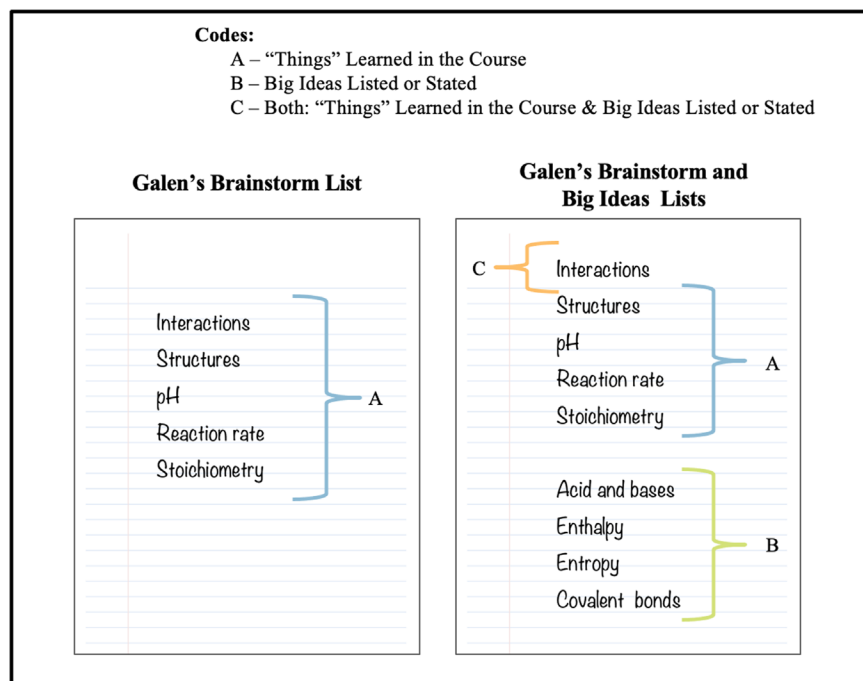 Codes:
A – “Things” Learned in the Course
B – Big Ideas Listed or Stated
C – Both: “Things” Learned in the Course & Big Ideas Listed or Stated
Galen’s Brainstorm List
Interactions
Structures
pH
Reaction rate
Stoichiometry
A
Galen’s Brainstorm and
Big Ideas Lists
C
Interactions
Structures
pH
Reaction rate
Stoichiometry
A
Acid and bases
Enthalpy
Entropy
Covalent bonds
B